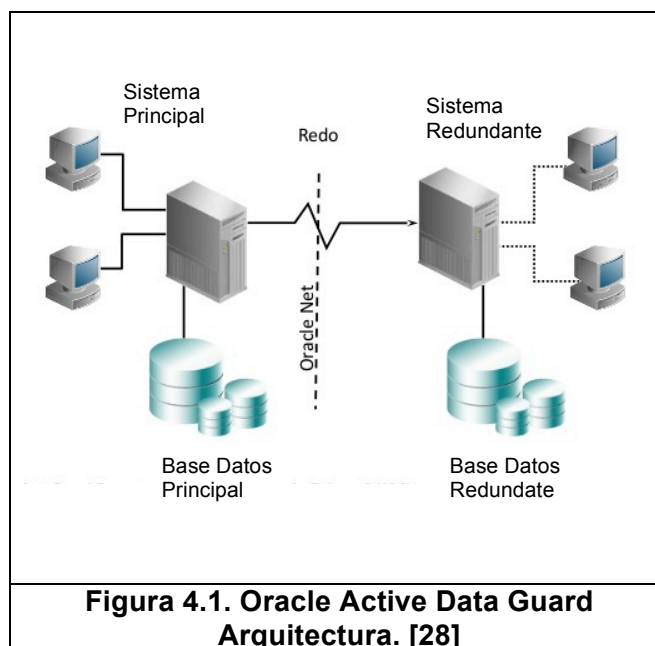 Sistema
Principal
Redo
Sistema
Redundante
Oracle Net
Base Datos
Principal
Base Datos
Redundate
Figura 4.1. Oracle Active Data Guard
Arquitectura. [28]